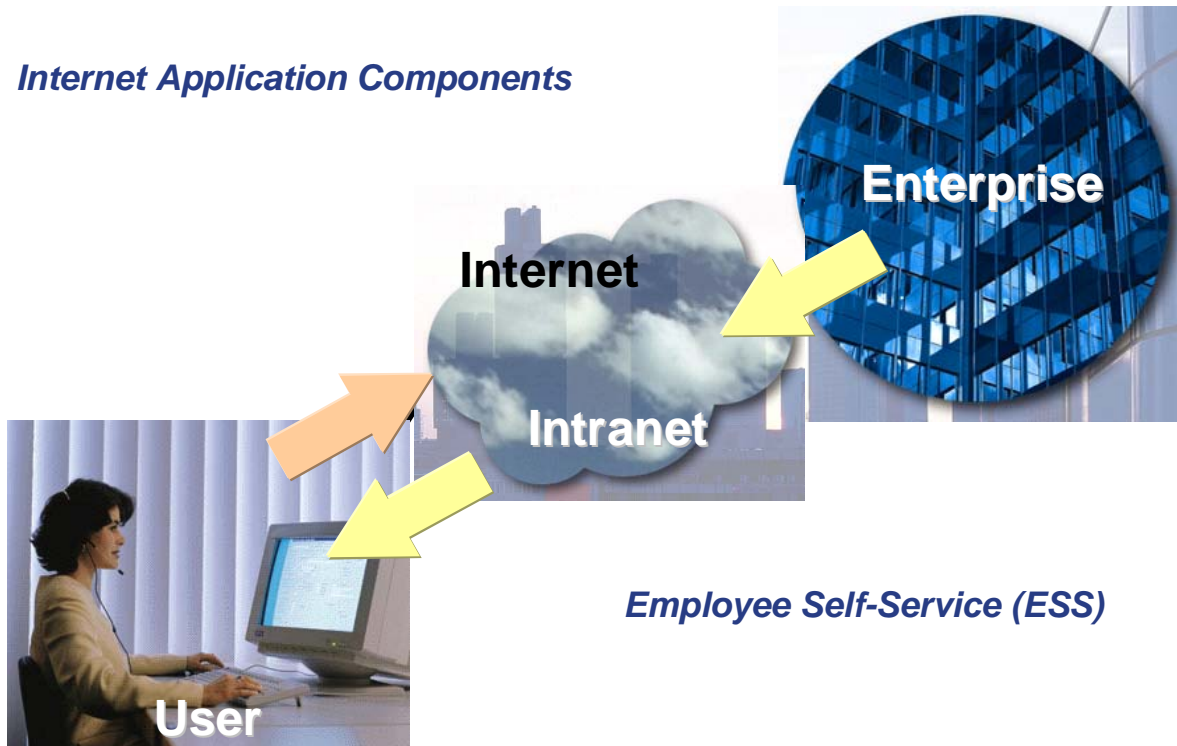 Internet Application Components
Enterprise
Internet
Intranet
Employee Self-Service (ESS)
User